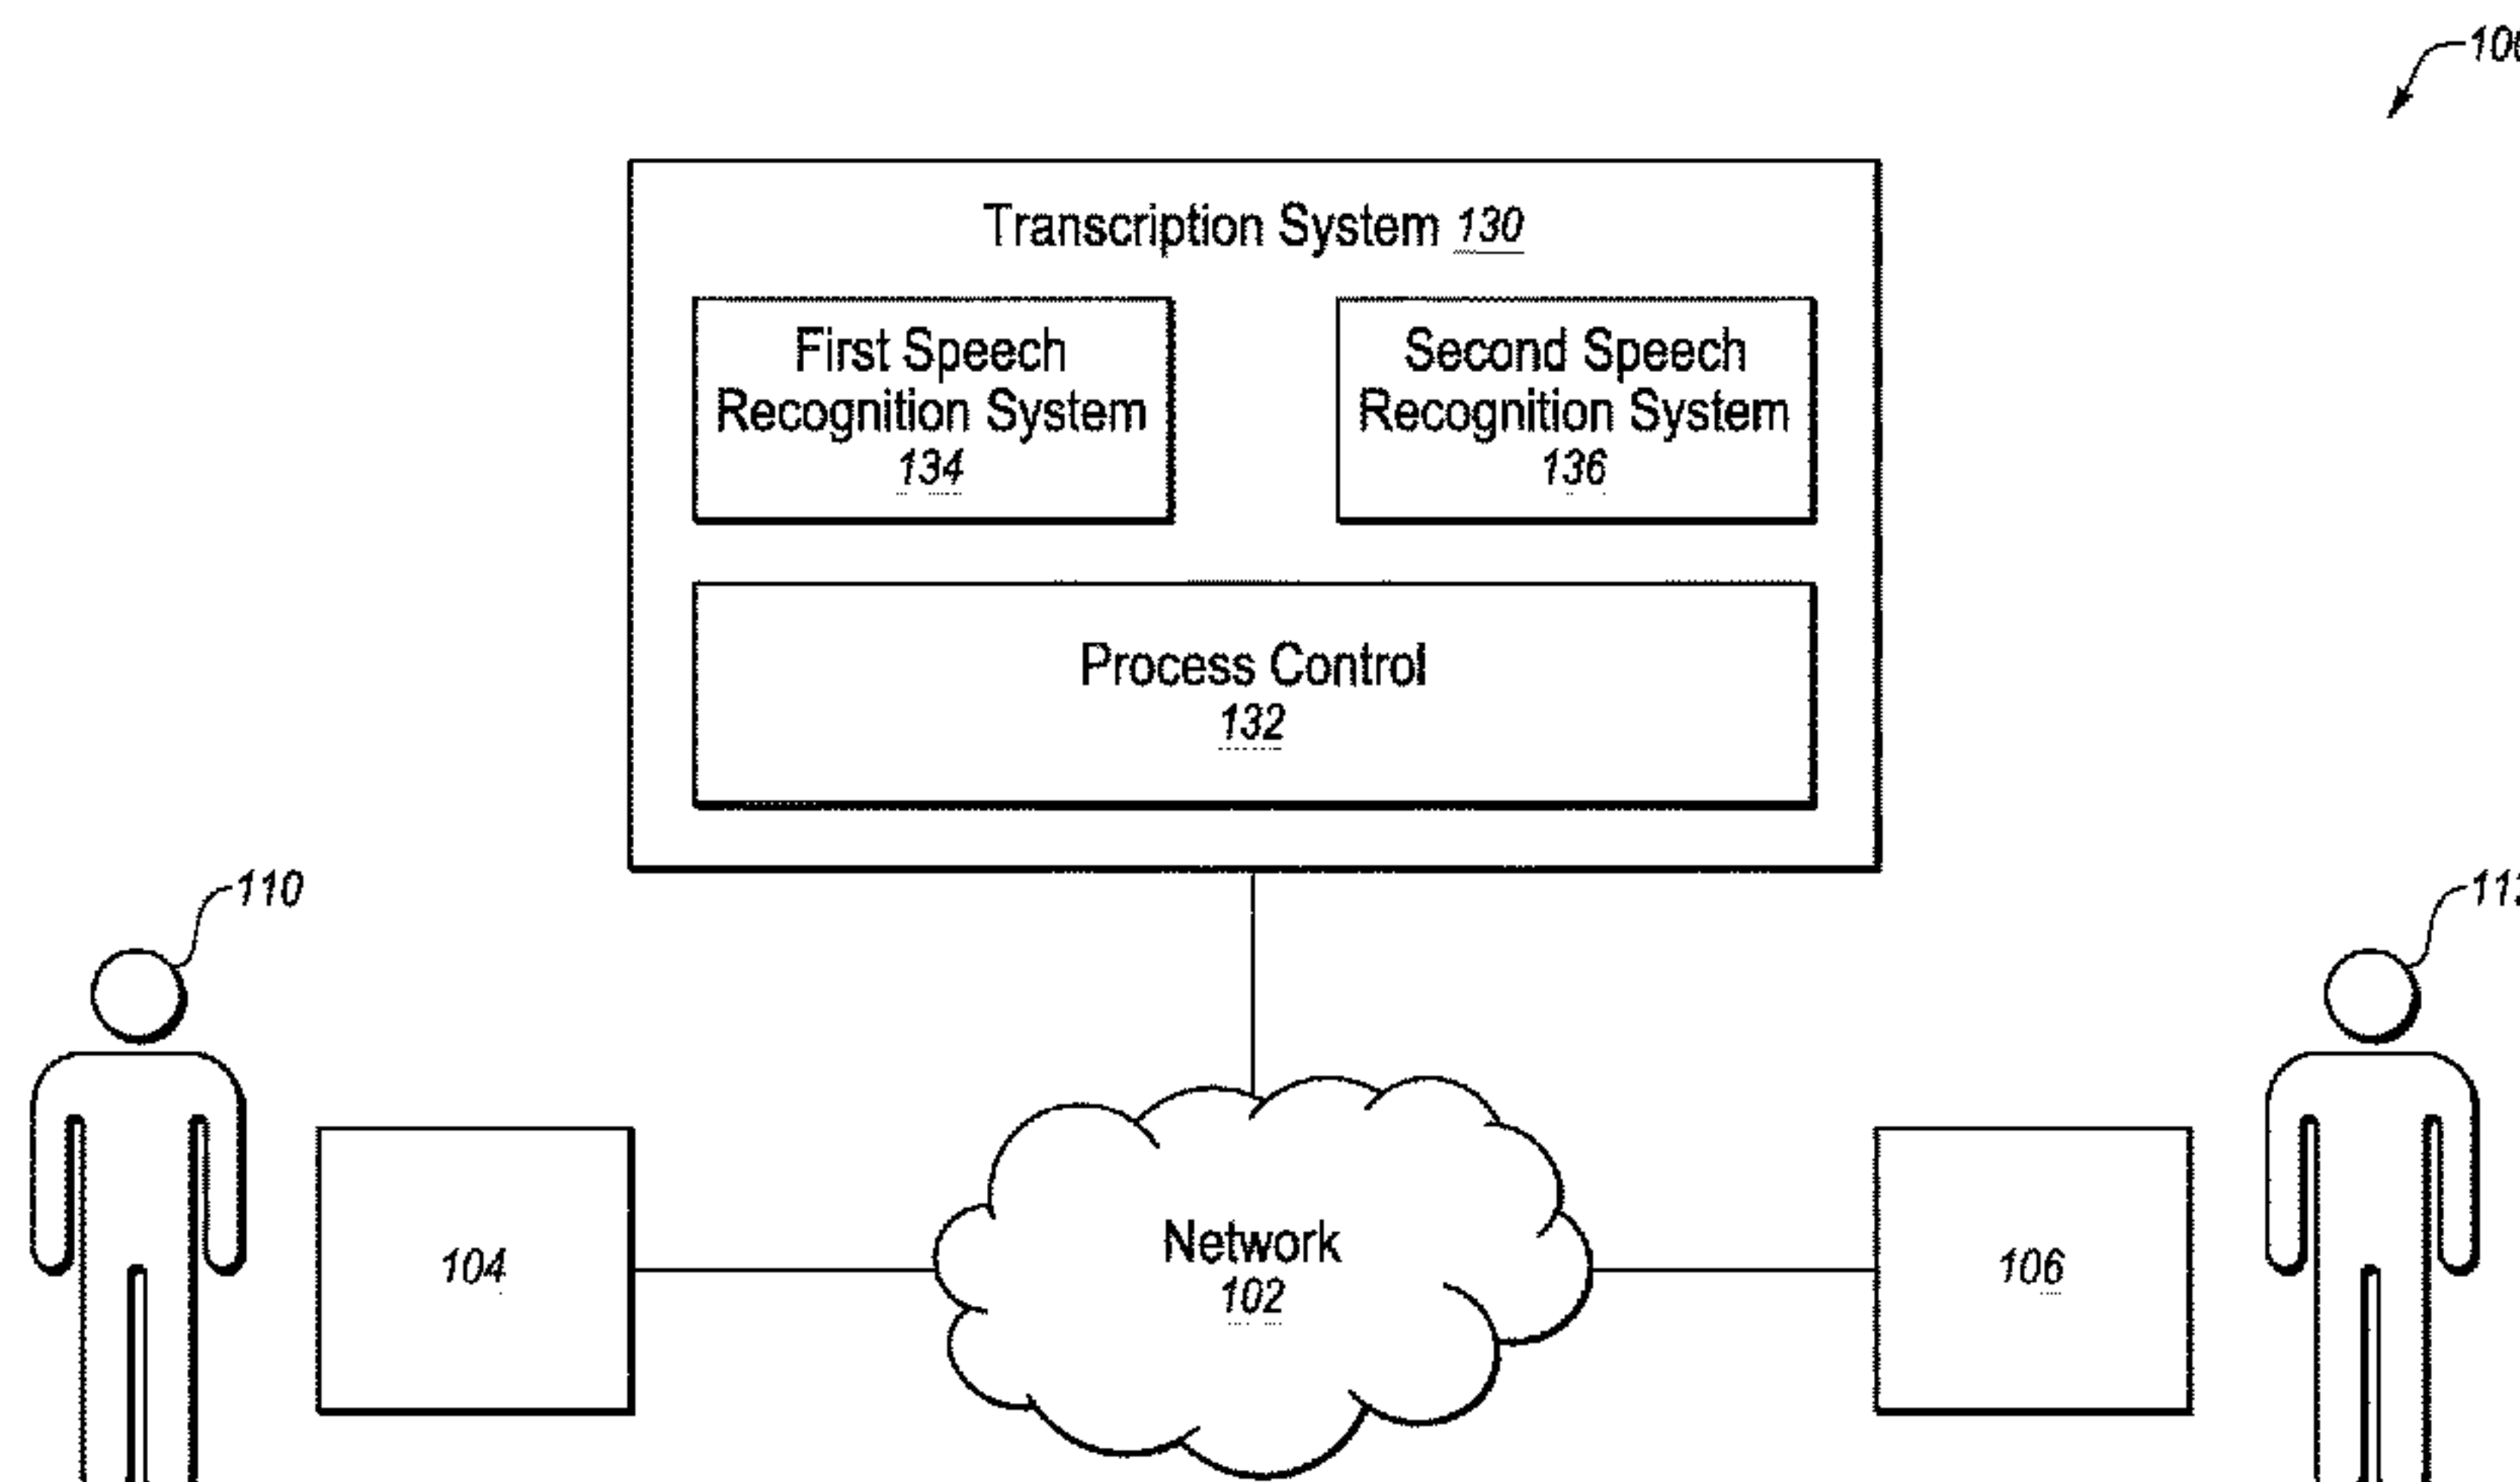 Transcription System 130
First Speech
Recognition System
134
Second Speech
Recognition System
136
Process Control
132
110
104
Network
102
106